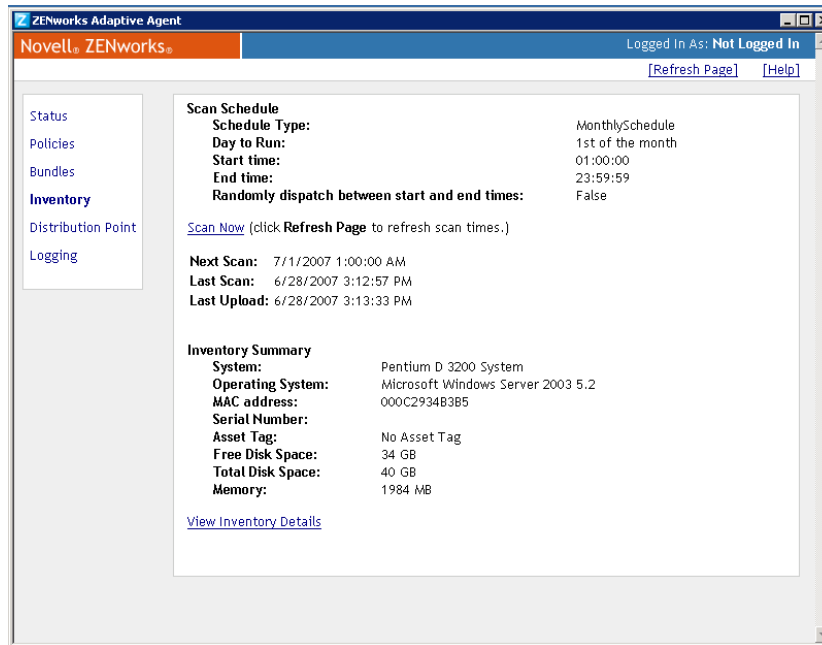 ZENworks Adaptive Agent
Novell® ZENworks®
Logged In As: Not Logged In
[Refresh Page] [Help]
Status
Policies
Bundles
Inventory
Distribution Point
Logging
Scan Schedule
Schedule Type: MonthlySchedule
Day to Run: 1st of the month
Start time: 01:00:00
End time: 23:59:59
Randomly dispatch between start and end times: False
Scan Now (click Refresh Page to refresh scan times.)
Next Scan: 7/1/2007 1:00:00 AM
Last Scan: 6/28/2007 3:12:57 PM
Last Upload: 6/28/2007 3:13:33 PM
Inventory Summary
System: Pentium D 3200 System
Operating System: Microsoft Windows Server 2003 5.2
MAC address: 000C2934B3B5
Serial Number:
Asset Tag: No Asset Tag
Free Disk Space: 34 GB
Total Disk Space: 40 GB
Memory: 1984 MB
View Inventory Details